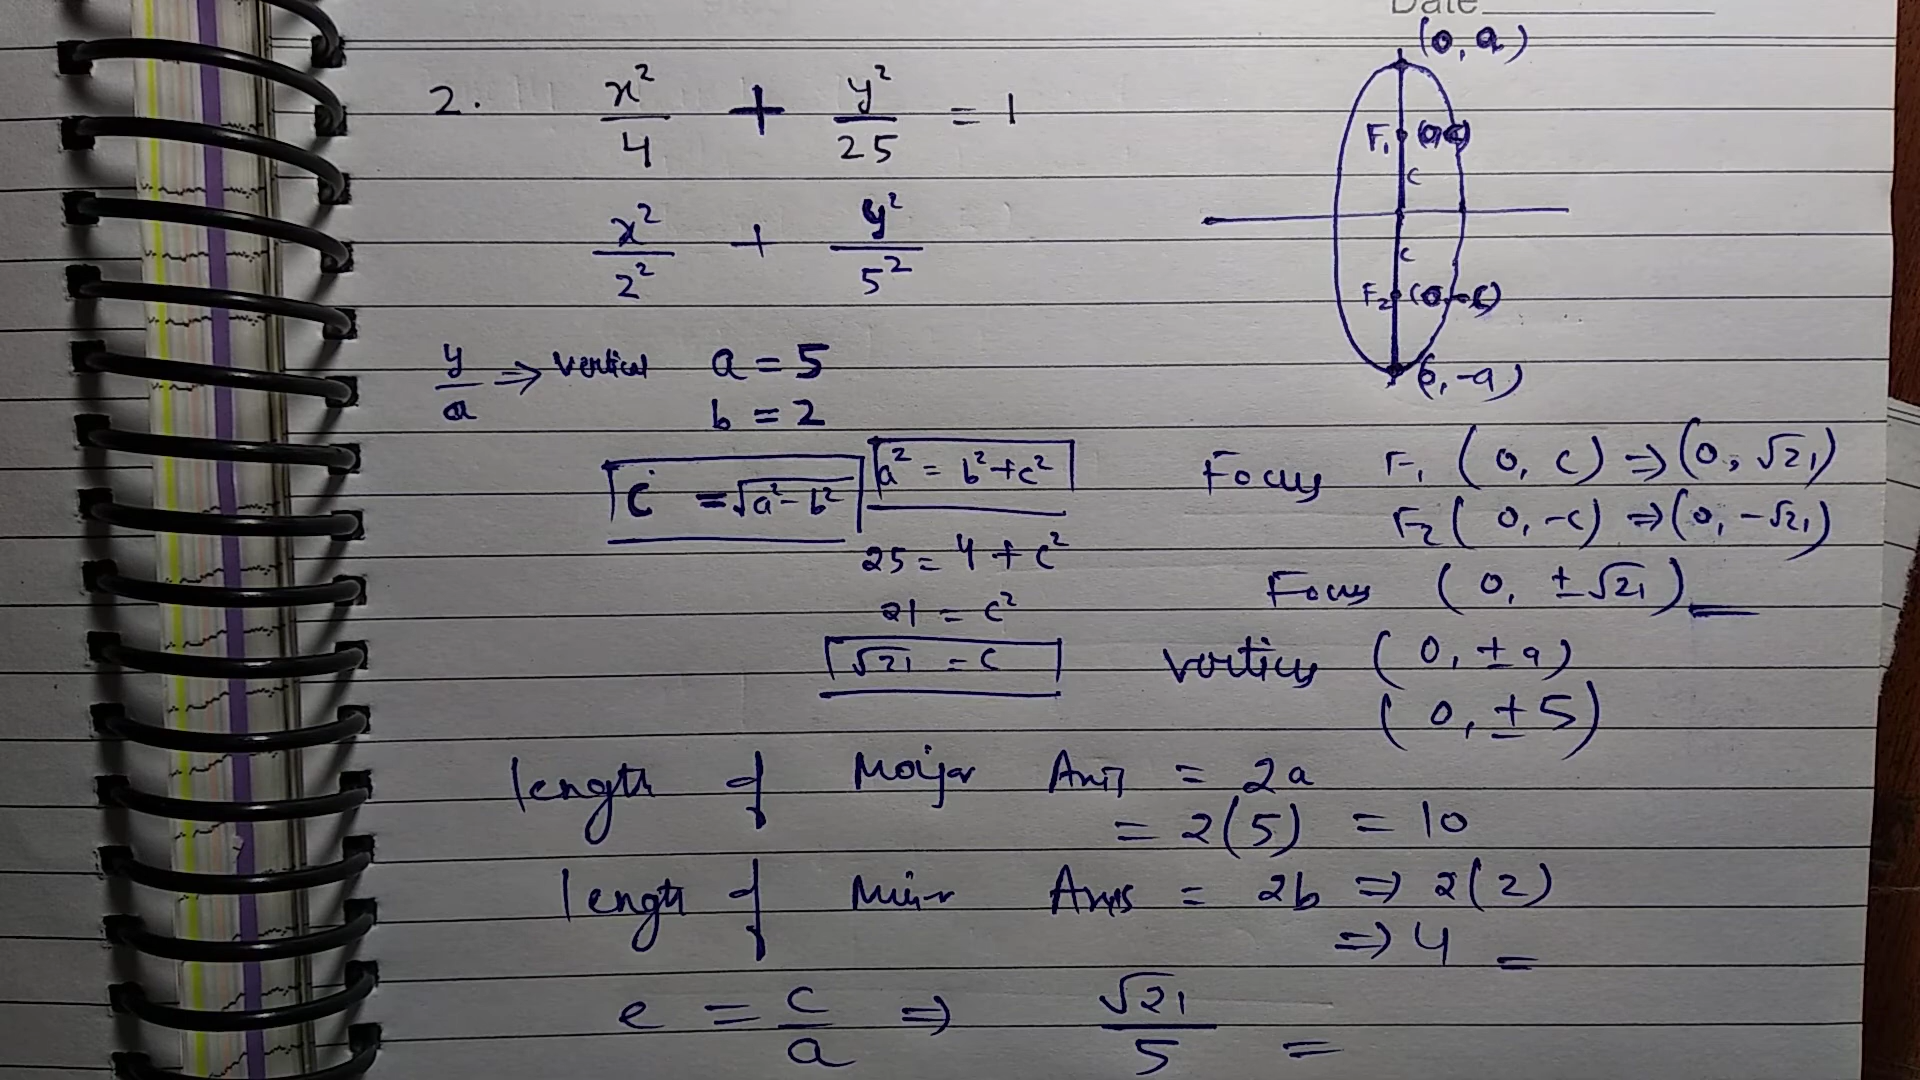 Date
2. x²/4 + y²/25 = 1
x²/2² + y²/5²
(0, a)
F₁ (0,c)
c
c
F₂ (0,-c)
(0, -a)
y/a ⇒ vertical a = 5
b = 2
c = √a²-b² a² = b²+c²
25 = 4 + c²
21 = c²
√21 = c
Focus F₁ (0, c) ⇒ (0, √21)
F₂ (0, -c) ⇒ (0, -√21)
Focus (0, ±√21)
vertices (0, ±a)
(0, ±5)
length of Major Axis = 2a
= 2(5) = 10
length of Minor Axis = 2b ⇒ 2(2)
⇒ 4
e = c/a ⇒ √21/5